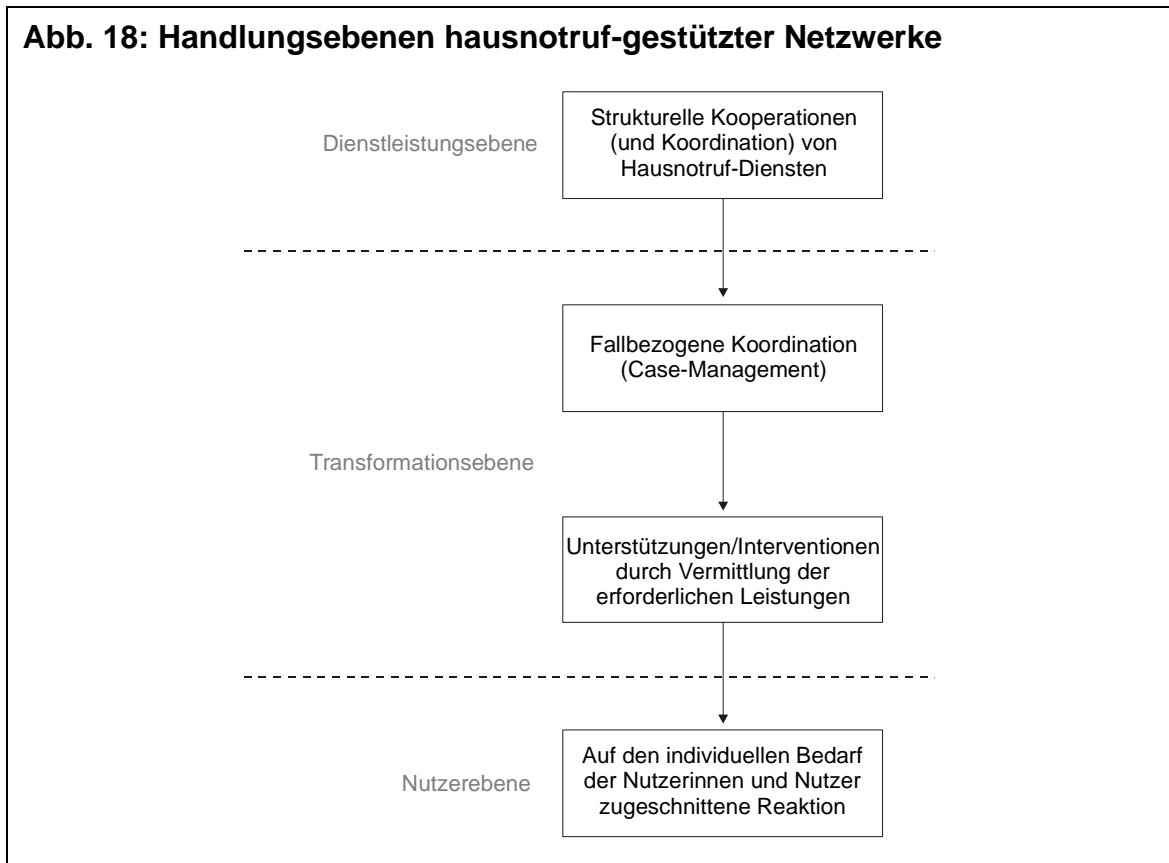 Abb. 18: Handlungsebenen hausnotruf-gestützter Netzwerke
Dienstleistungsebene
Strukturelle Kooperationen
(und Koordination) von
Hausnotruf-Diensten
Fallbezogene Koordination
(Case-Management)
Transformationsebene
Unterstützungen/Interventionen
durch Vermittlung der
erforderlichen Leistungen
Nutzerebene
Auf den individuellen Bedarf
der Nutzerinnen und Nutzer
zugeschnittene Reaktion